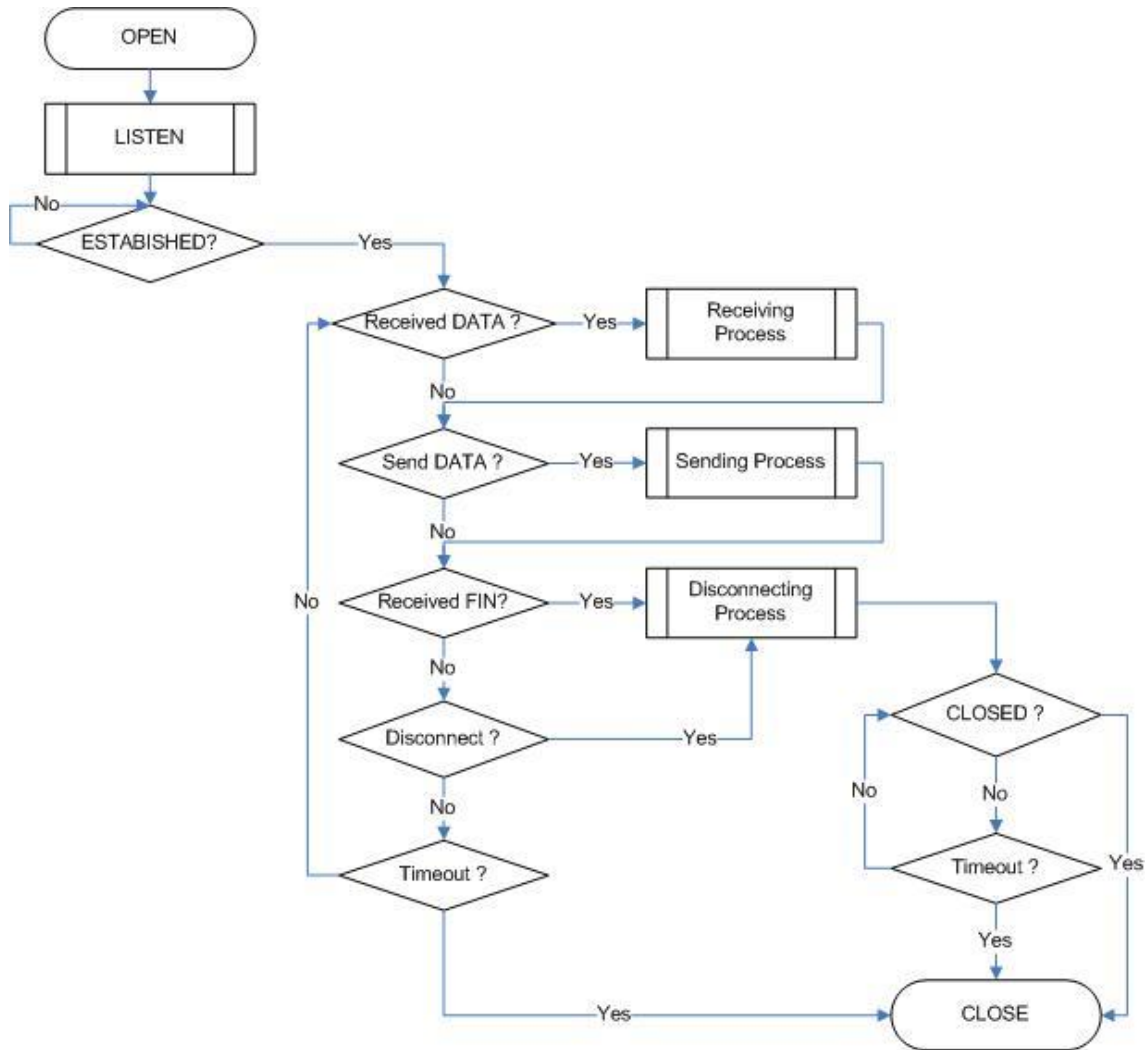 OPEN
LISTEN
No
ESTABISHED?
Yes
Received DATA ?
Yes
Receiving
Process
No
Send DATA ?
Yes
Sending Process
No
Received FIN?
Yes
Disconnecting
Process
No
No
Disconnect ?
Yes
CLOSED ?
No
No
No
Timeout ?
Timeout ?
Yes
Yes
Yes
CLOSE